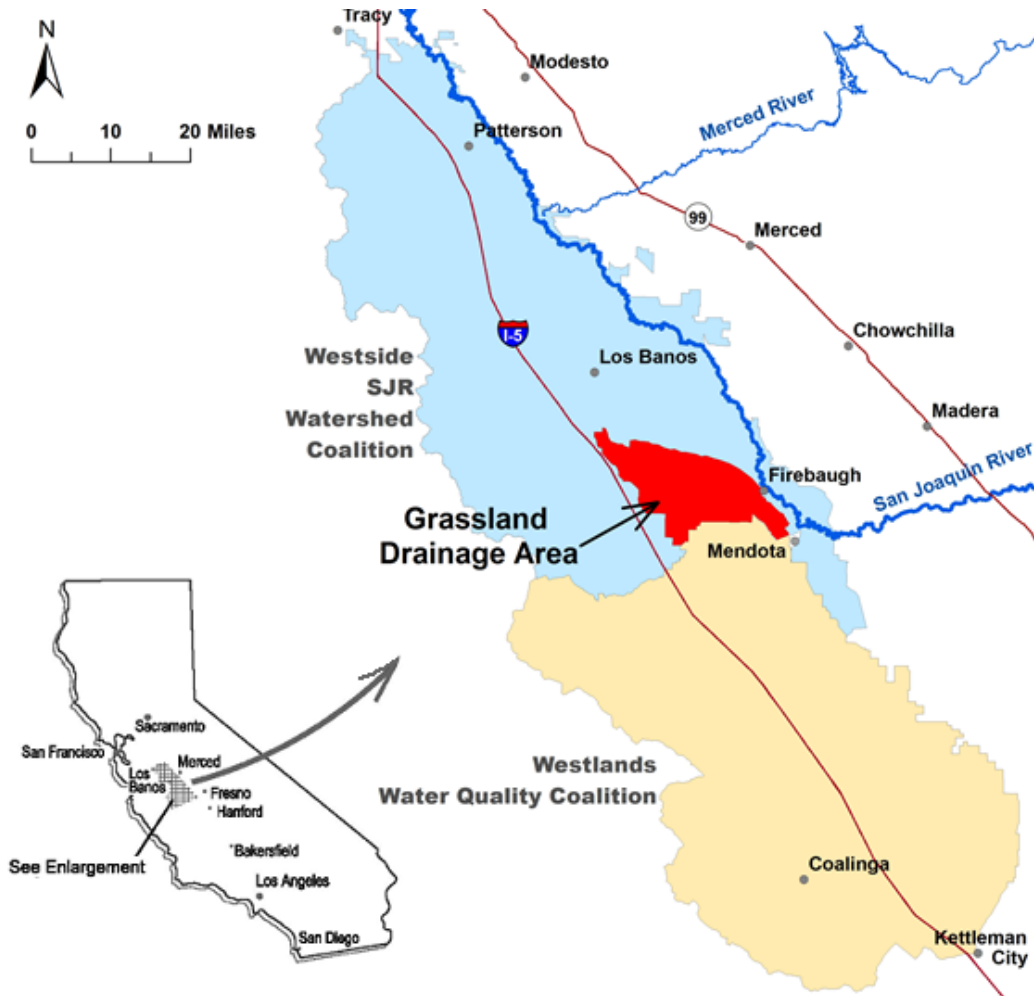 N
0 10 20 Miles
Tracy
Modesto
Merced River
Patterson
99
Merced
I-5
Chowchilla
Westside
SJR
Watershed
Coalition
Los Banos
Madera
Firebaugh
San Joaquin River
Grassland
Drainage Area
Mendota
Sacramento
San Francisco
Merced
Los
Banos
Fresno
Hanford
See Enlargement
Bakersfield
Los Angeles
San Diego
Westlands
Water Quality Coalition
Coalinga
Kettleman
City